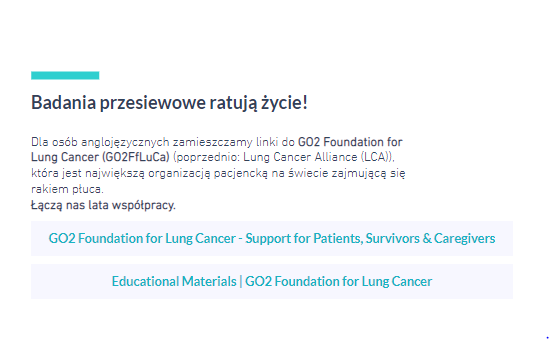 Badania przesiewowe ratują życie!
Dla osób anglojęzycznych zamieszczamy linki do GO2 Foundation for
Lung Cancer (GO2FfLuCa) (poprzednio: Lung Cancer Alliance (LCA)),
która jest największą organizacją pacjencką na świecie zajmującą się
rakiem płuca.
Łączą nas lata współpracy.
GO2 Foundation for Lung Cancer - Support for Patients, Survivors & Caregivers
Educational Materials | GO2 Foundation for Lung Cancer
.